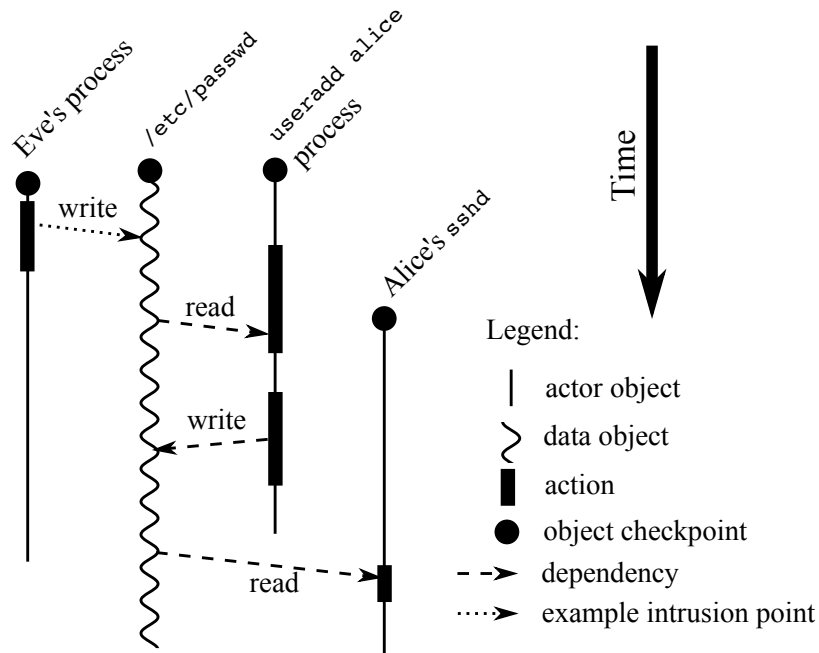 Eve's process
/etc/passwd
useradd alice
process
Alice's sshd
Time
write
read
write
read
Legend:
actor object
data object
action
object checkpoint
dependency
example intrusion point